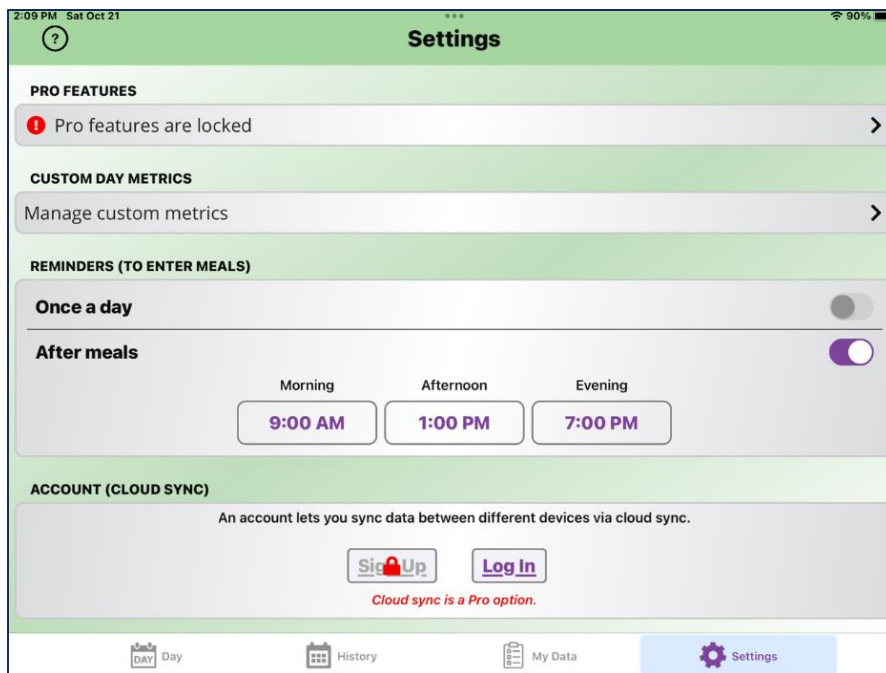 2:09 PM Sat Oct 21
90%
?
Settings
PRO FEATURES
! Pro features are locked
CUSTOM DAY METRICS
Manage custom metrics
REMINDERS (TO ENTER MEALS)
Once a day
After meals
Morning Afternoon Evening
9:00 AM 1:00 PM 7:00 PM
ACCOUNT (CLOUD SYNC)
An account lets you sync data between different devices via cloud sync.
Sign Up Log In
Cloud sync is a Pro option.
DAY Day History My Data Settings